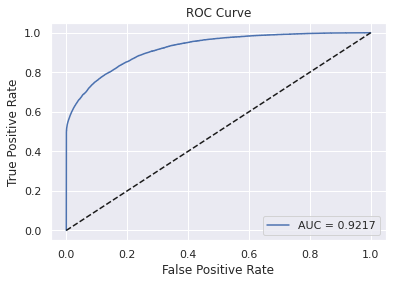 ROC Curve
1.0
0.8
0.6
0.4
0.2
0.0
True Positive Rate
AUC = 0.9217
0.0 0.2 0.4 0.6 0.8 1.0
False Positive Rate